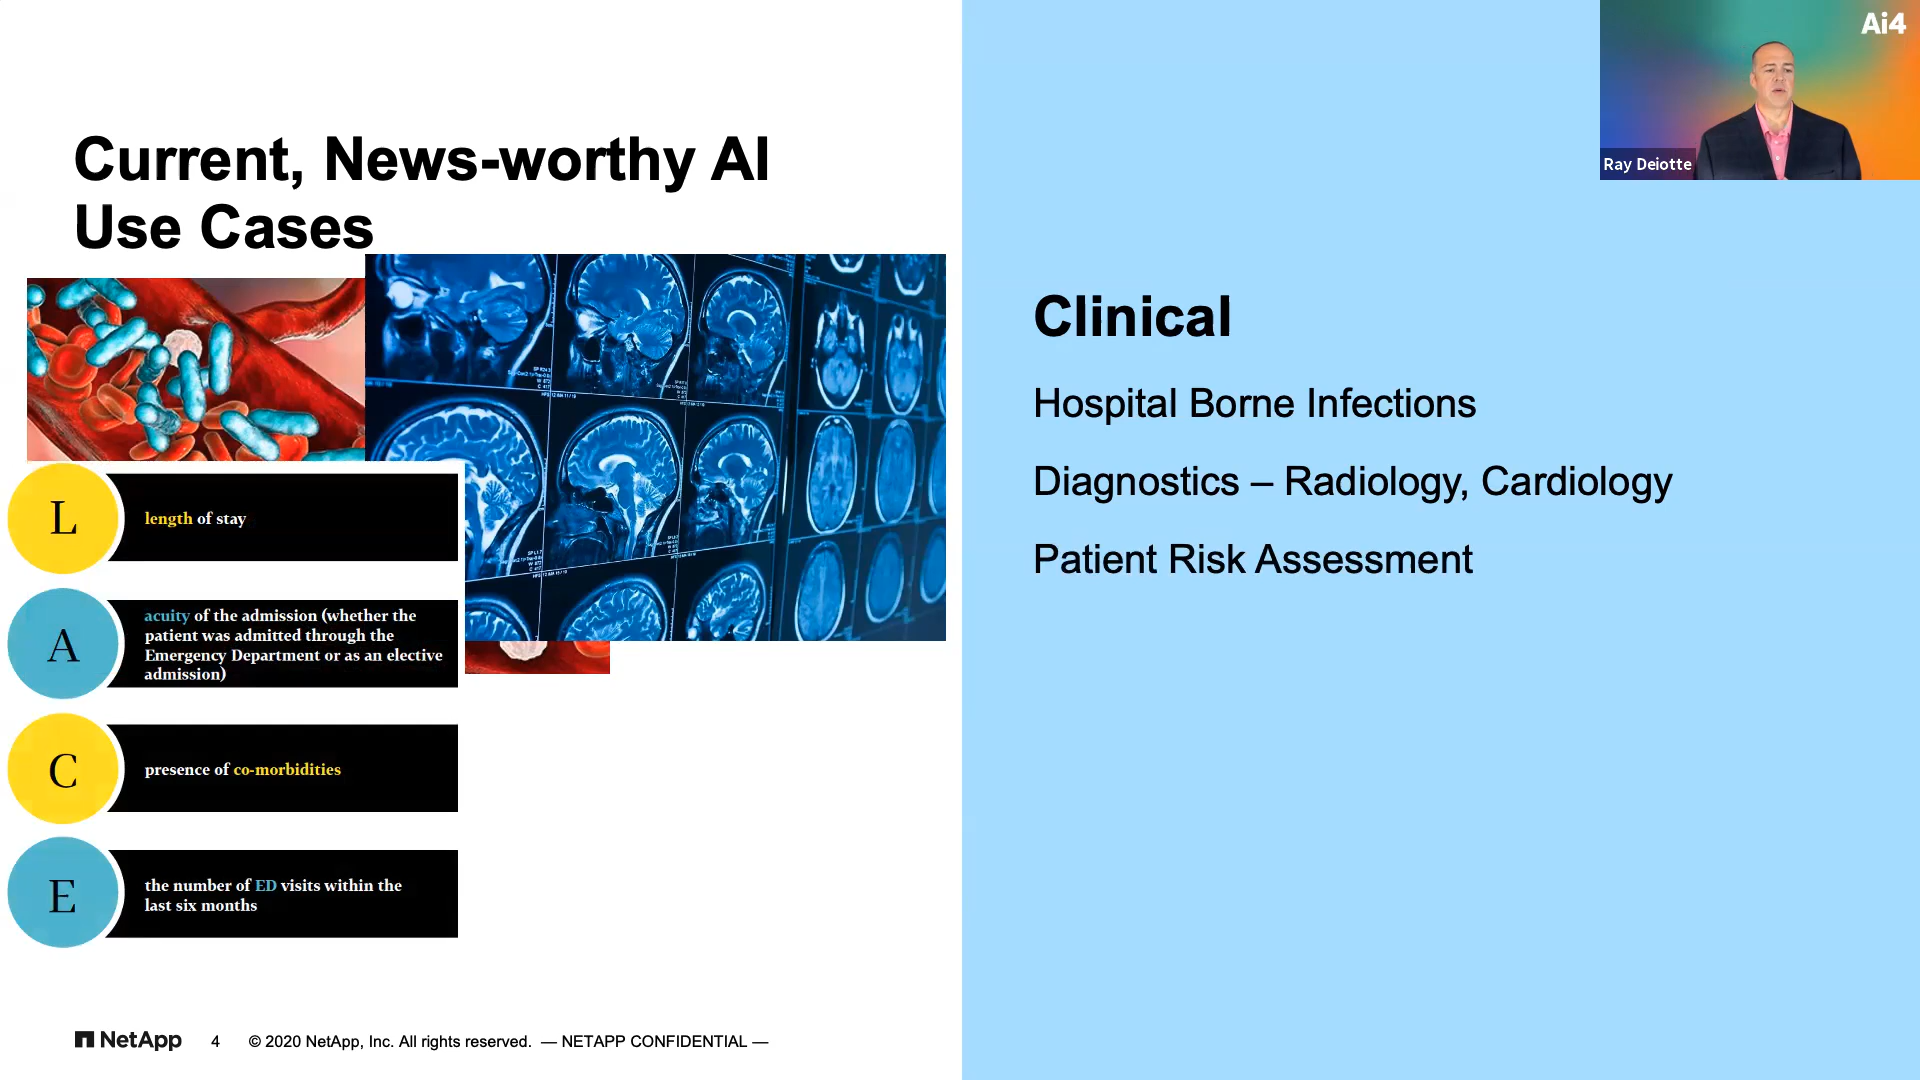 Ai4
Ray Deiotte
Current, News-worthy AI
Use Cases
L
length of stay
A
acuity of the admission (whether the
patient was admitted through the
Emergency Department or as an elective
admission)
C
presence of co-morbidities
E
the number of ED visits within the
last six months
Clinical
Hospital Borne Infections
Diagnostics – Radiology, Cardiology
Patient Risk Assessment
NetApp
4
© 2020 NetApp, Inc. All rights reserved. — NETAPP CONFIDENTIAL —